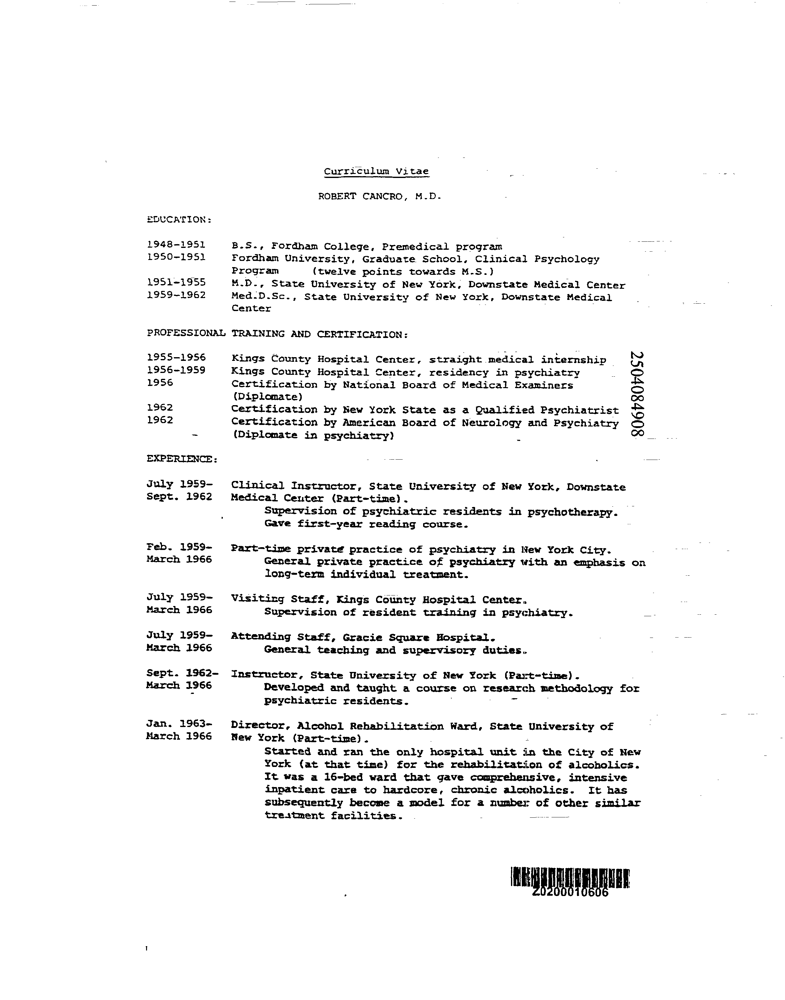 Curriculum Vitae
ROBERT CANCRO, M.D.
EDUCATION:
1948-1951 B.S., Fordham College, Premedical program
1950-1951 Fordham University, Graduate School, Clinical Psychology
Program (twelve points towards M.S.)
1951-1955 M.D., State University of New York, Downstate Medical Center
1959-1962 Med.D.Sc., State University of New York, Downstate Medical
Center
PROFESSIONAL TRAINING AND CERTIFICATION:
1955-1956 Kings County Hospital Center, straight medical internship
1956-1959 Kings County Hospital Center, residency in psychiatry
1956 Certification by National Board of Medical Examiners
(Diplomate)
1962 Certification by New York State as a Qualified Psychiatrist
1962 Certification by American Board of Neurology and Psychiatry
(Diplomate in psychiatry)
2504084908
EXPERIENCE:
July 1959- Clinical Instructor, State University of New York, Downstate
Sept. 1962 Medical Center (Part-time).
Supervision of psychiatric residents in psychotherapy.
Gave first-year reading course.
Feb. 1959- Part-time private practice of psychiatry in New York City.
March 1966 General private practice of psychiatry with an emphasis on
long-term individual treatment.
July 1959- Visiting Staff, Kings County Hospital Center.
March 1966 Supervision of resident training in psychiatry.
July 1959- Attending Staff, Gracie Square Hospital.
March 1966 General teaching and supervisory duties.
Sept. 1962- Instructor, State University of New York (Part-time).
March 1966 Developed and taught a course on research methodology for
psychiatric residents.
Jan. 1963- Director, Alcohol Rehabilitation Ward, State University of
March 1966 New York (Part-time).
Started and ran the only hospital unit in the City of New
York (at that time) for the rehabilitation of alcoholics.
It was a 16-bed ward that gave comprehensive, intensive
inpatient care to hardcore, chronic alcoholics. It has
subsequently become a model for a number of other similar
treatment facilities.
Z0200010606